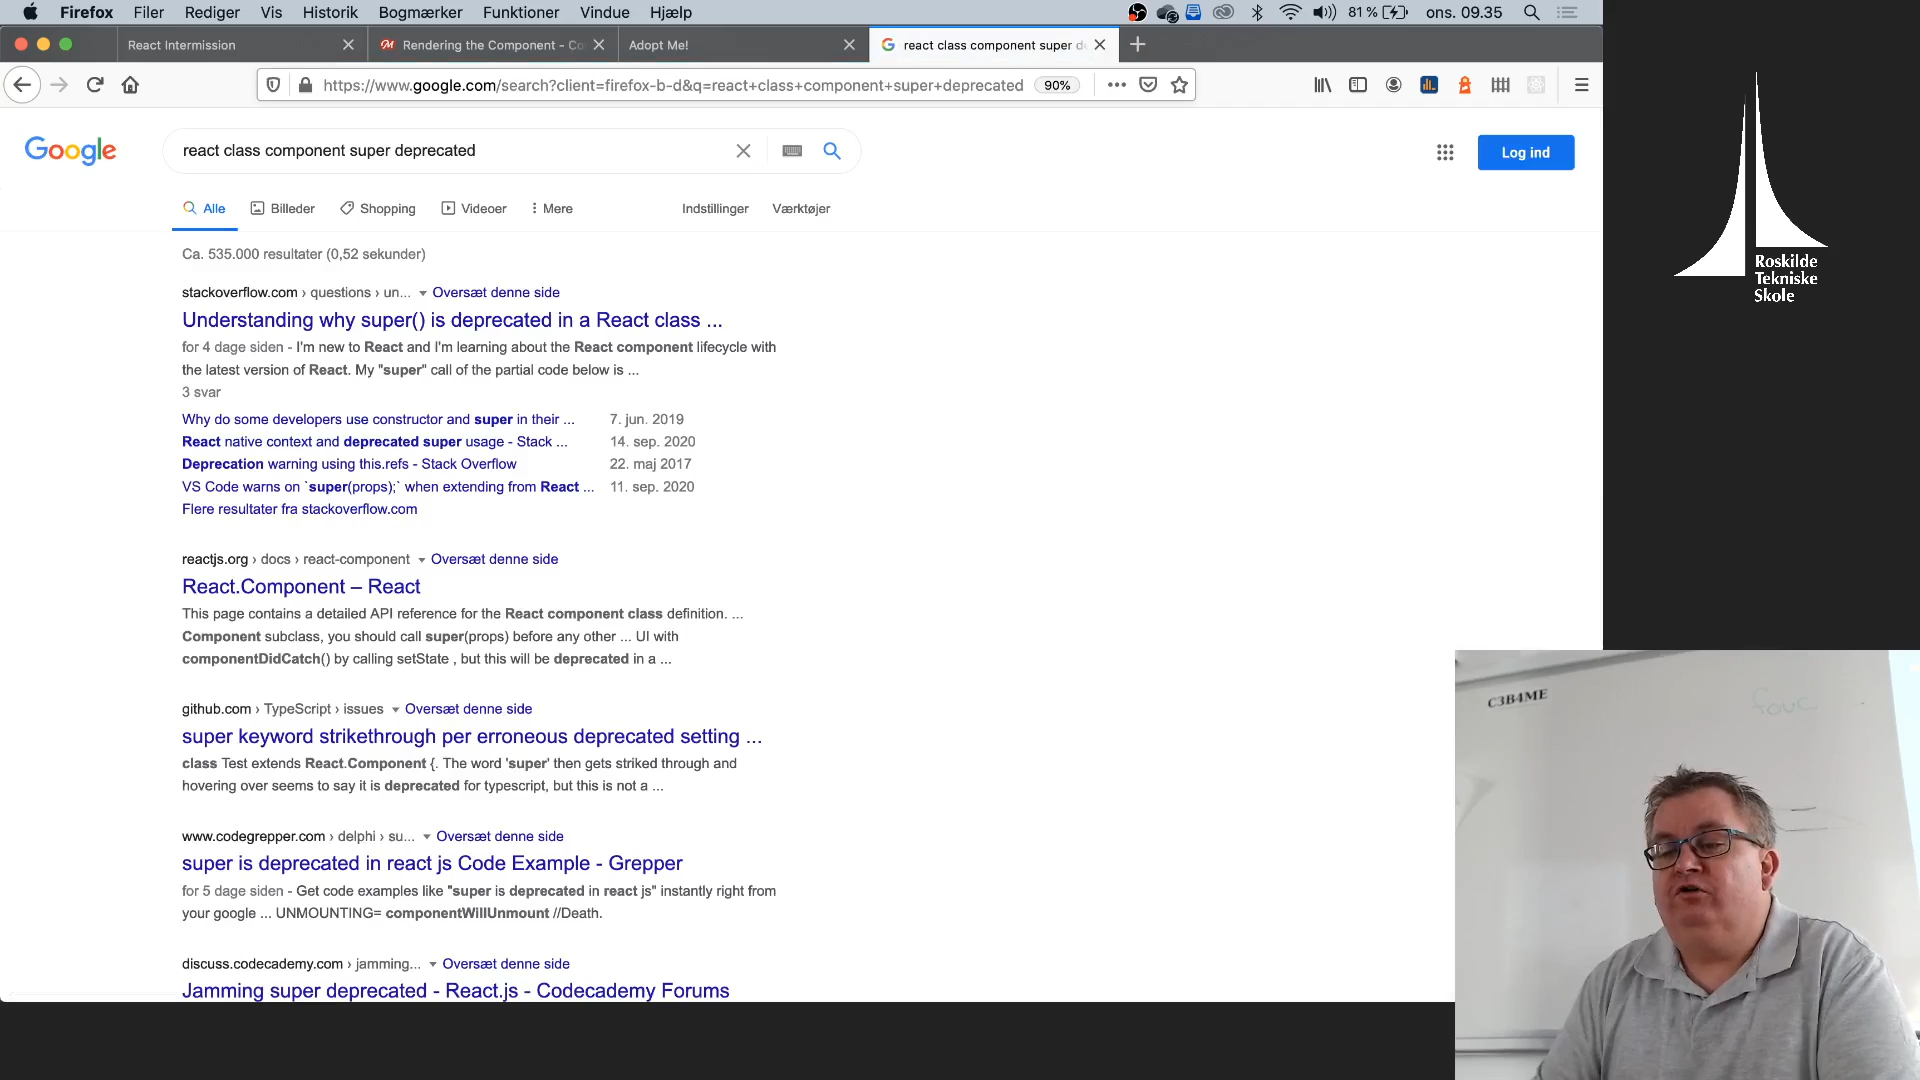 Firefox Filer Rediger Vis Historik Bogmærker Funktioner Vindue Hjælp 81 % ons. 09.35
React Intermission Rendering the Component - Co Adopt Me! react class component super de
https://www.google.com/search?client=firefox-b-d&q=react+class+component+super+deprecated 90%
Google react class component super deprecated Log ind
Alle Billeder Shopping Videoer Mere Indstillinger Værktøjer
Ca. 535.000 resultater (0,52 sekunder)
stackoverflow.com › questions › un... Oversæt denne side
Understanding why super() is deprecated in a React class ...
for 4 dage siden - I'm new to React and I'm learning about the React component lifecycle with
the latest version of React. My "super" call of the partial code below is ...
3 svar
Why do some developers use constructor and super in their ... 7. jun. 2019
React native context and deprecated super usage - Stack ... 14. sep. 2020
Deprecation warning using this.refs - Stack Overflow 22. maj 2017
VS Code warns on `super(props);` when extending from React ... 11. sep. 2020
Flere resultater fra stackoverflow.com
reactjs.org › docs › react-component Oversæt denne side
React.Component – React
This page contains a detailed API reference for the React component class definition. ...
Component subclass, you should call super(props) before any other ... UI with
componentDidCatch() by calling setState , but this will be deprecated in a ...
github.com › TypeScript › issues Oversæt denne side
super keyword strikethrough per erroneous deprecated setting ...
class Test extends React.Component {. The word 'super' then gets striked through and
hovering over seems to say it is deprecated for typescript, but this is not a ...
www.codegrepper.com › delphi › su... Oversæt denne side
super is deprecated in react js Code Example - Grepper
for 5 dage siden - Get code examples like "super is deprecated in react js" instantly right from
your google ... UNMOUNTING= componentWillUnmount //Death.
discuss.codecademy.com › jamming... Oversæt denne side
Jamming super deprecated - React.js - Codecademy Forums
Roskilde
Tekniske
Skole
C3B4ME
fouc